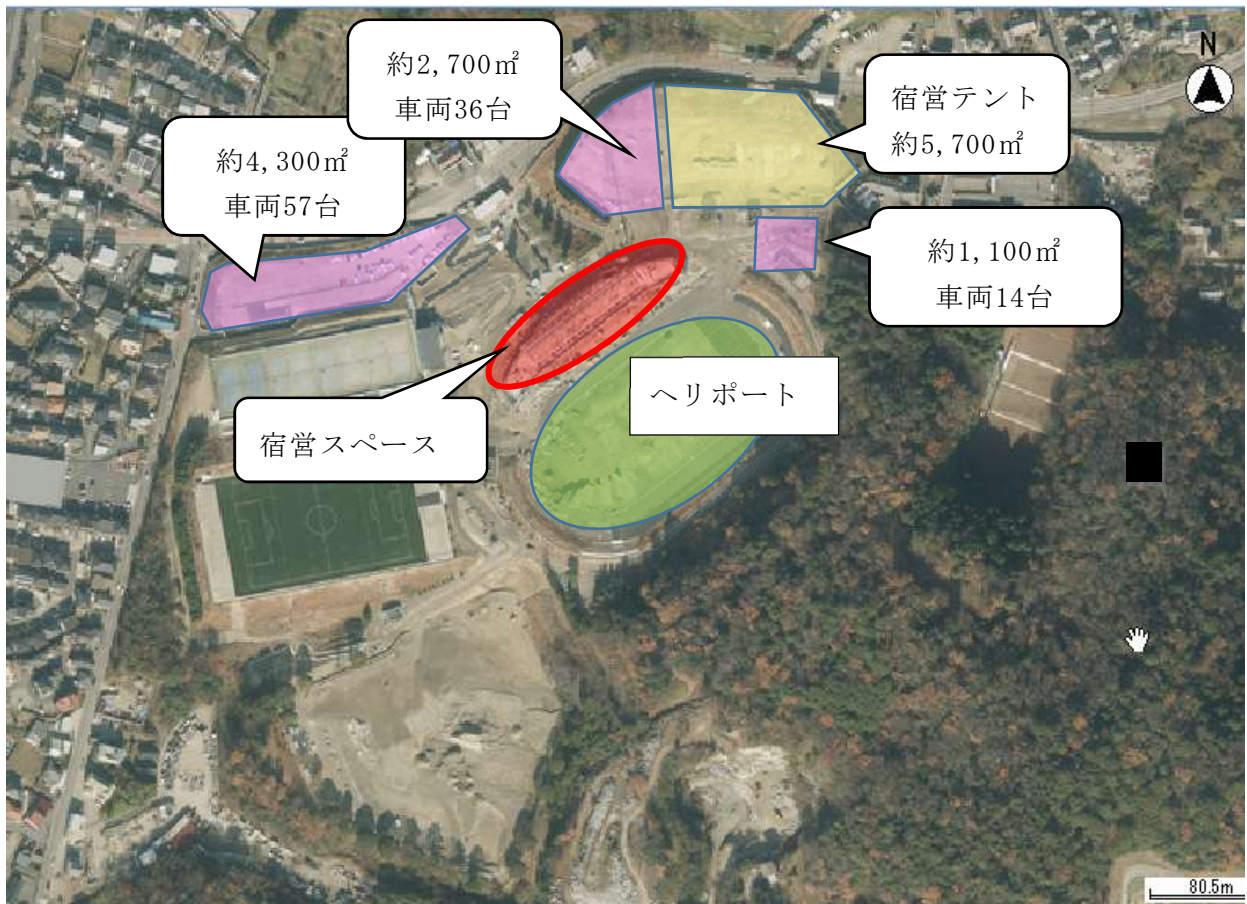 約2,700㎡
車両36台
N
宿営テント
約5,700㎡
約4,300㎡
車両57台
約1,100㎡
車両14台
ヘリポート
宿営スペース
80.5m